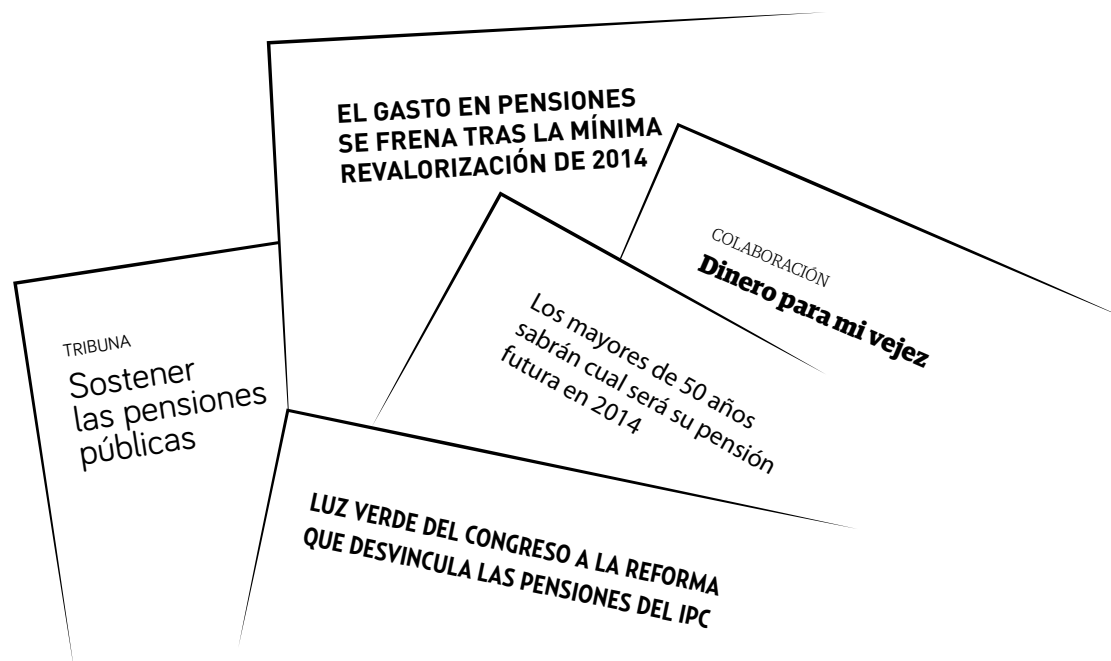 EL GASTO EN PENSIONES
SE FRENA TRAS LA MÍNIMA
REVALORIZACIÓN DE 2014
COLABORACIÓN
Dinero para mi vejez
Los mayores de 50 años
sabrán cual será su pensión
futura en 2014
TRIBUNA
Sostener
las pensiones
públicas
LUZ VERDE DEL CONGRESO A LA REFORMA
QUE DESVINCULA LAS PENSIONES DEL IPC